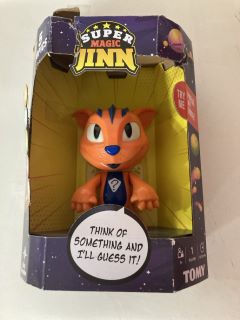 SUPER
MAGIC
JINN
TRY
ME
?
THINK OF
SOMETHING AND
I'LL GUESS IT!
TOMY